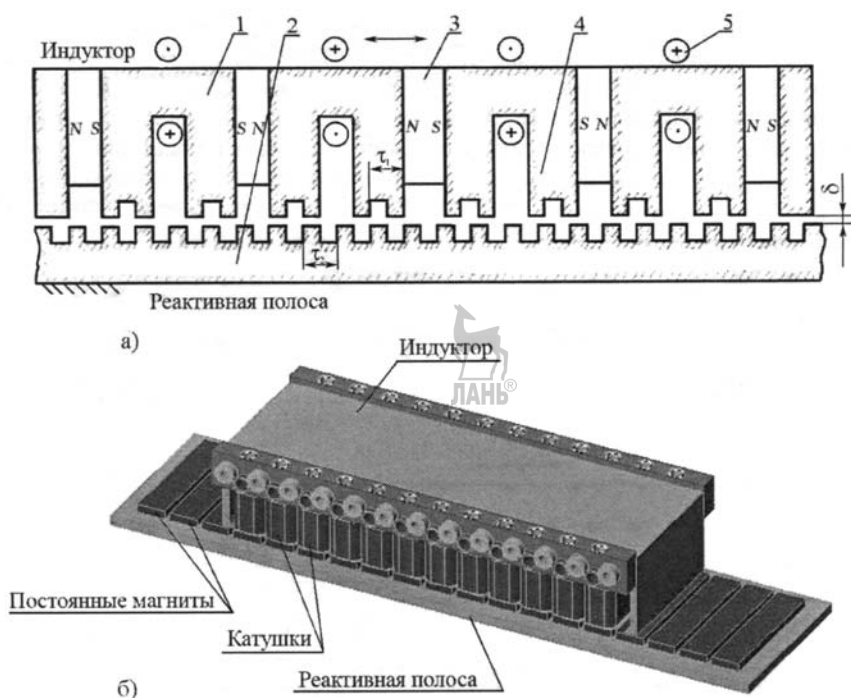 1 2 3 4 5
Индуктор
N S S N N S S N N S
τ₁
δ
τ₂
Реактивная полоса
а)
Индуктор
ЛАНЬ®
Постоянные магниты
Катушки
Реактивная полоса
б)